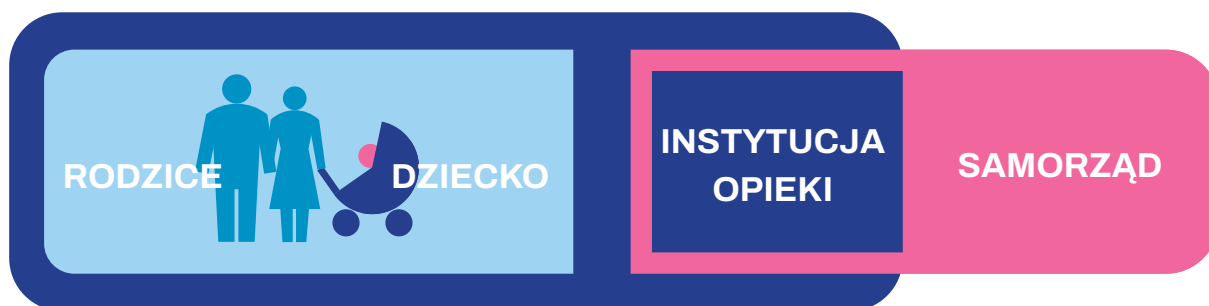 RODZICE
DZIECKO
INSTYTUCJA
OPIEKI
SAMORZĄD